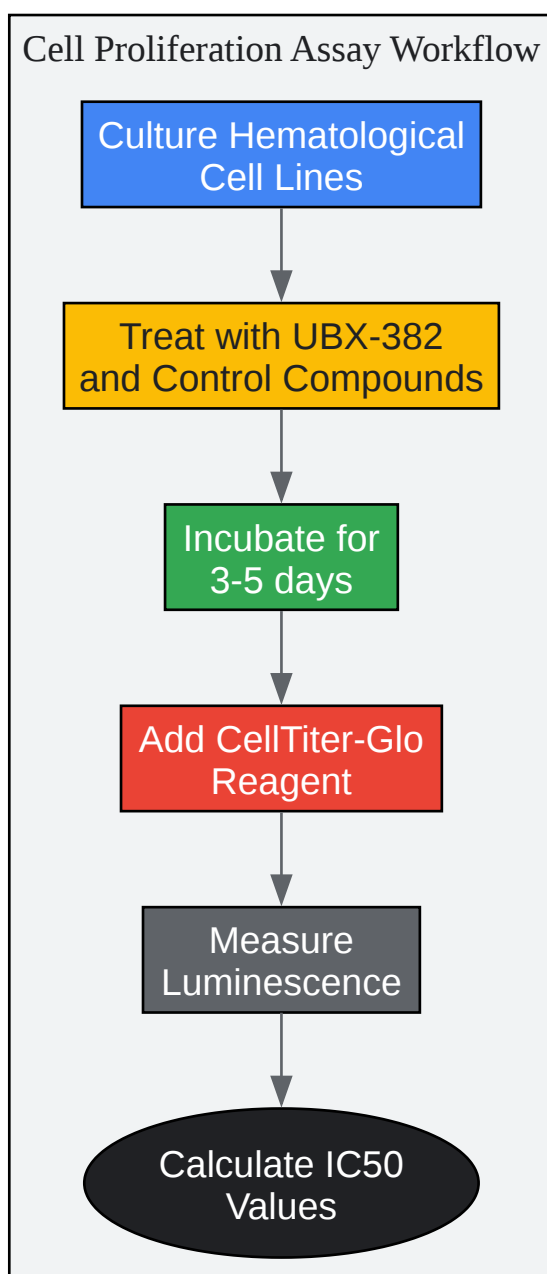 Cell Proliferation Assay Workflow
Culture Hematological
Cell Lines
Treat with UBX-382
and Control Compounds
Incubate for
3-5 days
Add CellTiter-Glo
Reagent
Measure
Luminescence
Calculate IC50
Values